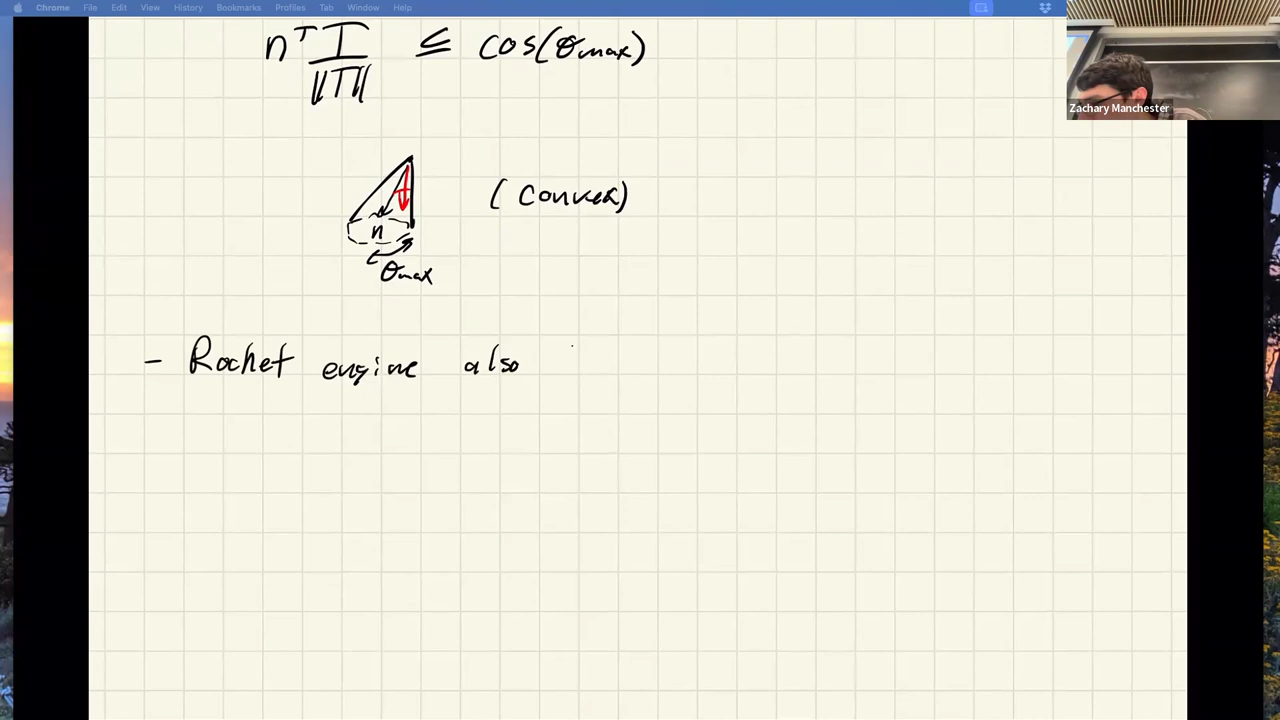 Chrome File Edit View History Bookmarks Profiles Tab Window Help
n^T T/‖T‖ ≤ cos(θmax)
Zachary Manchester
(convex)
n
θmax
- Rocket engine also